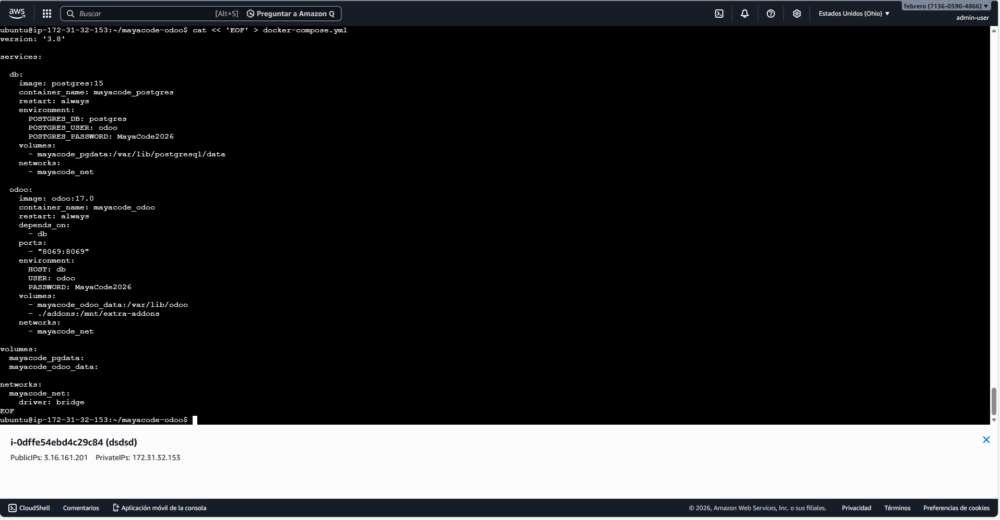 aws
Buscar [Alt+S] Preguntar a Amazon Q
Estados Unidos (Ohio) ▼
febrero (7136-0590-4866) ▼
admin-user
ubuntu@ip-172-31-32-153:~/mayacode-odoo$ cat << 'EOF' > docker-compose.yml
version: '3.8'

services:

  db:
    image: postgres:15
    container_name: mayacode_postgres
    restart: always
    environment:
      POSTGRES_DB: postgres
      POSTGRES_USER: odoo
      POSTGRES_PASSWORD: MayaCode2026
    volumes:
      - mayacode_pgdata:/var/lib/postgresql/data
    networks:
      - mayacode_net

  odoo:
    image: odoo:17.0
    container_name: mayacode_odoo
    restart: always
    depends_on:
      - db
    ports:
      - "8069:8069"
    environment:
      HOST: db
      USER: odoo
      PASSWORD: MayaCode2026
    volumes:
      - mayacode_odoo_data:/var/lib/odoo
      - ./addons:/mnt/extra-addons
    networks:
      - mayacode_net

volumes:
  mayacode_pgdata:
  mayacode_odoo_data:

networks:
  mayacode_net:
    driver: bridge
EOF
ubuntu@ip-172-31-32-153:~/mayacode-odoo$
i-0dffe54ebd4c29c84 (dsdsd)
PublicIPs: 3.16.161.201 PrivateIPs: 172.31.32.153
CloudShell Comentarios Aplicación móvil de la consola © 2026, Amazon Web Services, Inc. o sus filiales. Privacidad Términos Preferencias de cookies